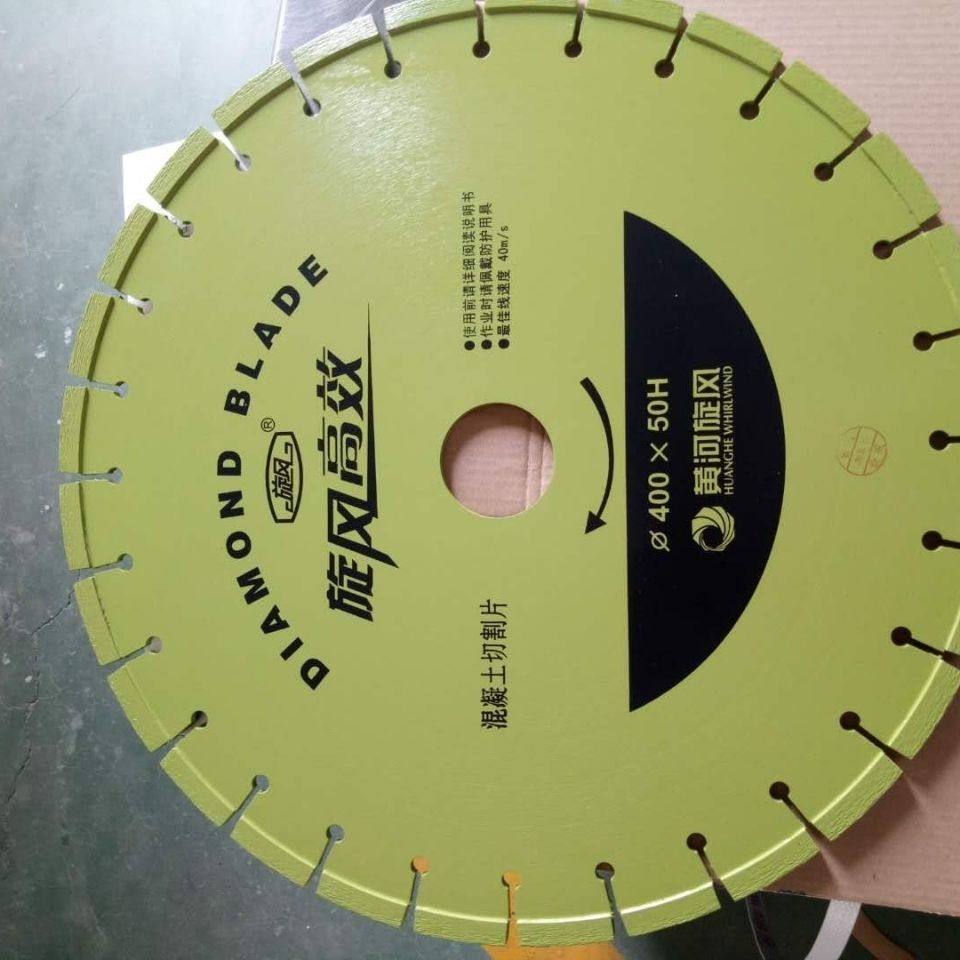 DIAMOND BLADE
旋风®
旋风高效
●使用前请详细阅读说明书
●作业时请佩戴防护用具
●最佳线速度 40m/s
混凝土切割片
Ø 400 × 50H
黄河旋风
HUANGHE WHIRLWIND